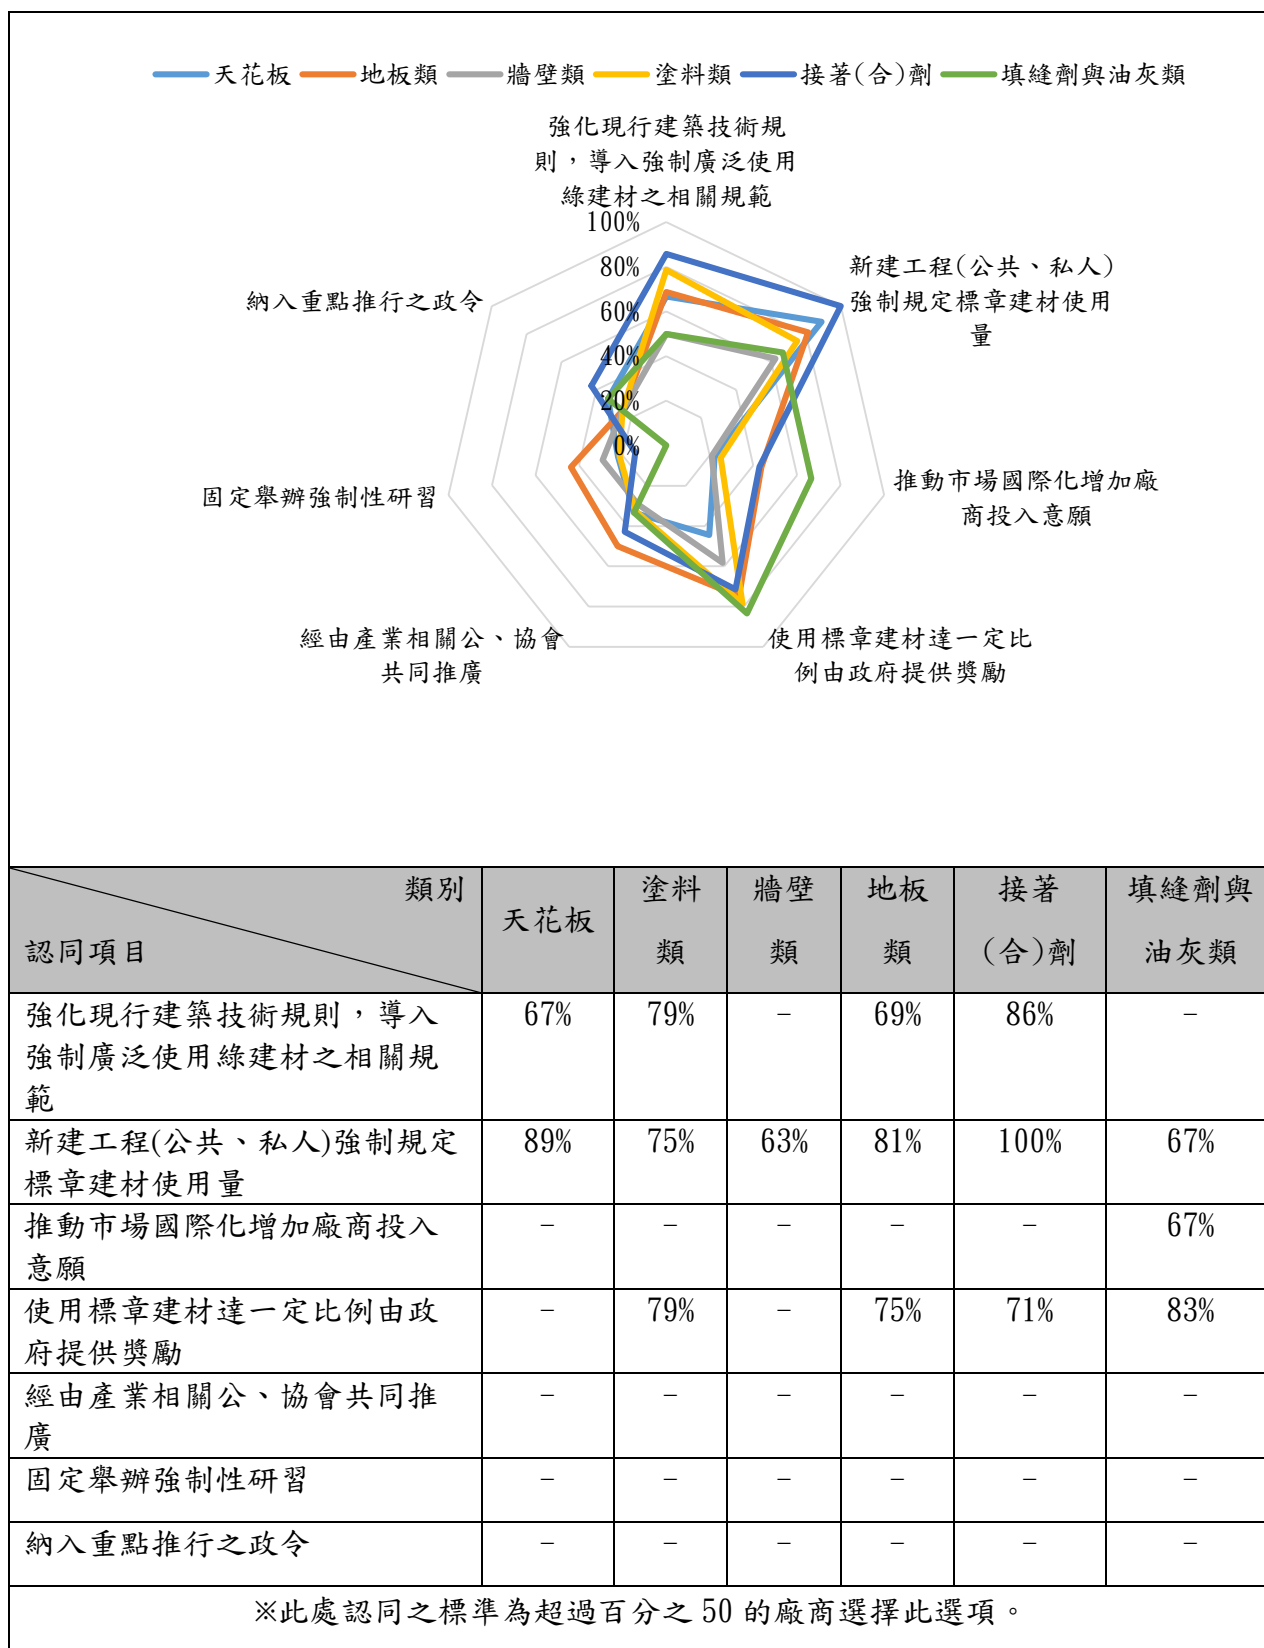 天花板 地板類 牆壁類 塗料類 接著(合)劑 填縫劑與油灰類
強化現行建築技術規
則，導入強制廣泛使用
綠建材之相關規範
100%
80%
60%
40%
20%
0%
新建工程(公共、私人)
強制規定標章建材使用
量
推動市場國際化增加廠
商投入意願
使用標章建材達一定比
例由政府提供獎勵
經由產業相關公、協會
共同推廣
固定舉辦強制性研習
納入重點推行之政令
類別
認同項目
天花板
塗料
類
牆壁
類
地板
類
接著
(合)劑
填縫劑與
油灰類
強化現行建築技術規則，導入
強制廣泛使用綠建材之相關規
範
67% 79% － 69% 86% －
新建工程(公共、私人)強制規定
標章建材使用量
89% 75% 63% 81% 100% 67%
推動市場國際化增加廠商投入
意願
－ － － － － 67%
使用標章建材達一定比例由政
府提供獎勵
－ 79% － 75% 71% 83%
經由產業相關公、協會共同推
廣
－ － － － － －
固定舉辦強制性研習
－ － － － － －
納入重點推行之政令
－ － － － － －
※此處認同之標準為超過百分之 50 的廠商選擇此選項。